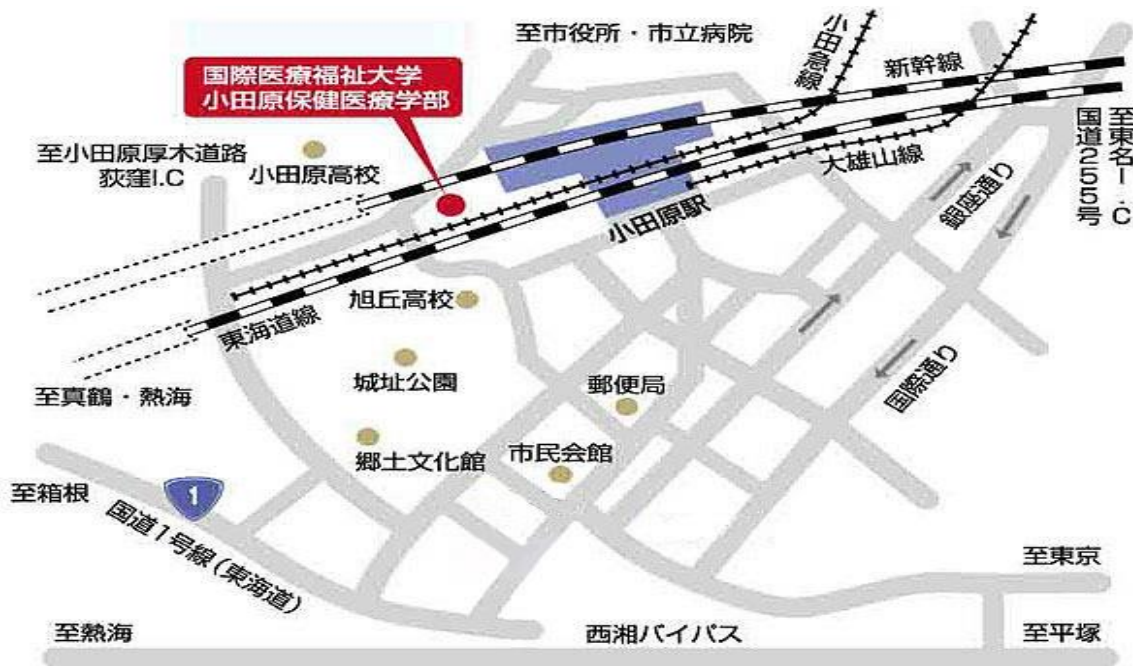 至市役所・市立病院
小田急線
新幹線
国際医療福祉大学
小田原保健医療学部
至東名I.C
国道255号
至小田原厚木道路
荻窪I.C
小田原高校
大雄山線
銀座通り
小田原駅
旭丘高校
東海道線
城址公園
郵便局
国際通り
至真鶴・熱海
郷土文化館
市民会館
至箱根
1
国道1号線(東海道)
至東京
至熱海
西湘バイパス
至平塚